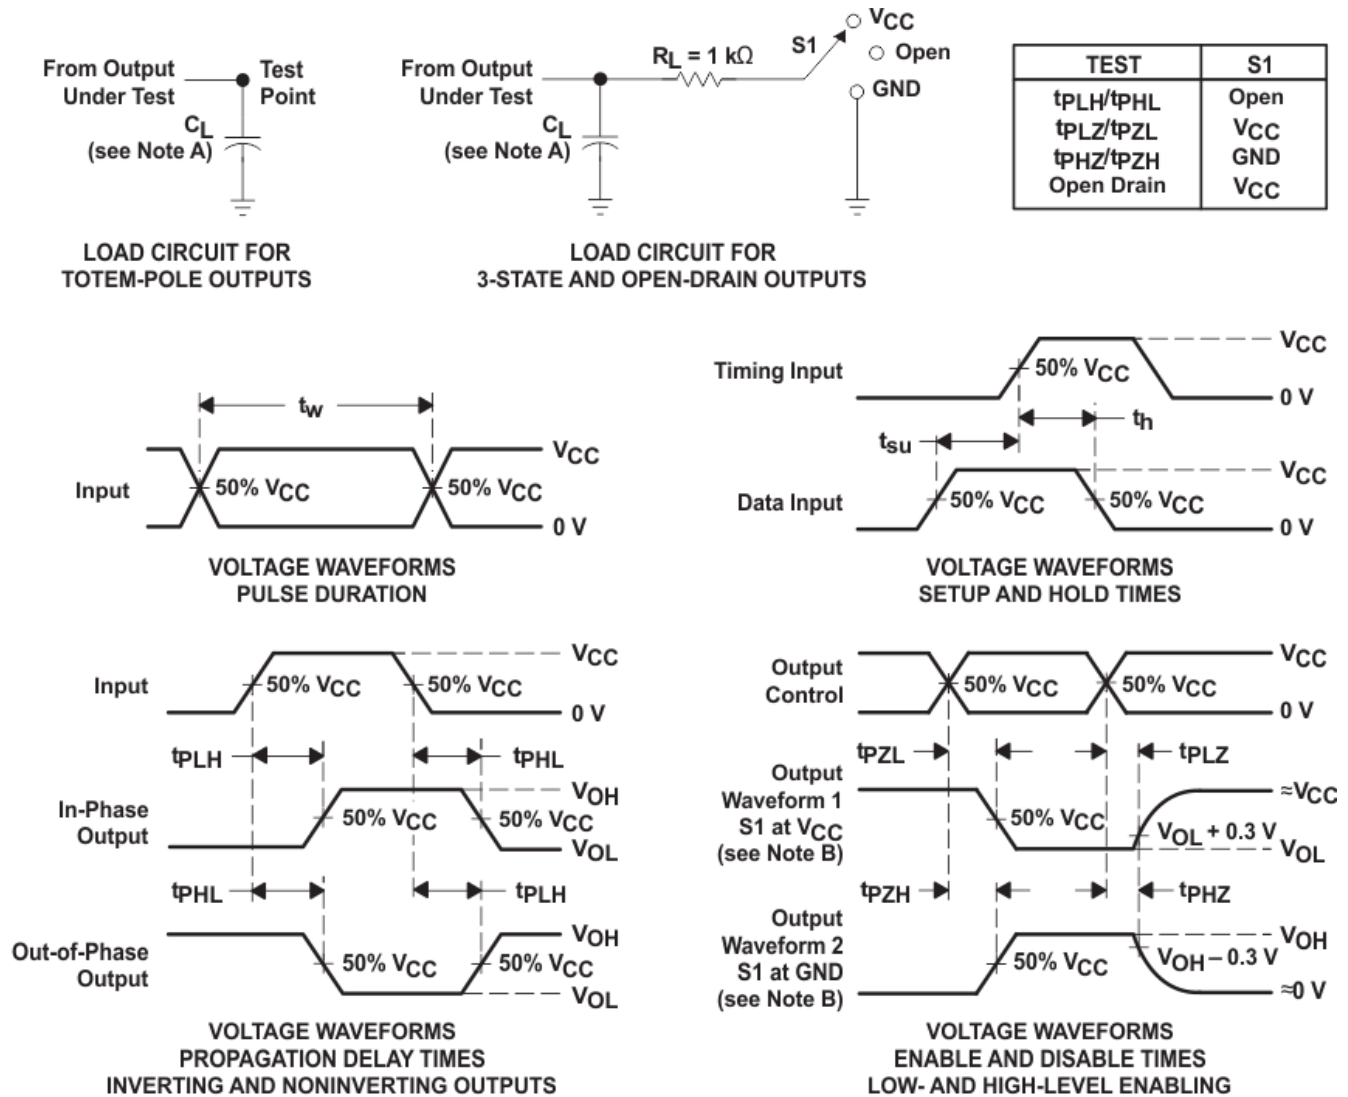 From Output
Under Test
Test
Point
CL
(see Note A)
LOAD CIRCUIT FOR
TOTEM-POLE OUTPUTS
From Output
Under Test
RL = 1 kΩ
S1
VCC
Open
GND
CL
(see Note A)
LOAD CIRCUIT FOR
3-STATE AND OPEN-DRAIN OUTPUTS
TEST S1
tPLH/tPHL Open
tPLZ/tPZL VCC
tPHZ/tPZH GND
Open Drain VCC
tw
Input
50% VCC
50% VCC
VCC
0 V
VOLTAGE WAVEFORMS
PULSE DURATION
Timing Input
50% VCC
VCC
0 V
th
tsu
Data Input
50% VCC
50% VCC
VCC
0 V
VOLTAGE WAVEFORMS
SETUP AND HOLD TIMES
Input
50% VCC
50% VCC
VCC
0 V
tPLH
tPHL
In-Phase
Output
50% VCC
50% VCC
VOH
VOL
tPHL
tPLH
Out-of-Phase
Output
50% VCC
50% VCC
VOH
VOL
VOLTAGE WAVEFORMS
PROPAGATION DELAY TIMES
INVERTING AND NONINVERTING OUTPUTS
Output
Control
50% VCC
50% VCC
VCC
0 V
tPZL
tPLZ
Output
Waveform 1
S1 at VCC
(see Note B)
50% VCC
VOL + 0.3 V
≈VCC
VOL
tPZH
tPHZ
Output
Waveform 2
S1 at GND
(see Note B)
50% VCC
VOH − 0.3 V
VOH
≈0 V
VOLTAGE WAVEFORMS
ENABLE AND DISABLE TIMES
LOW- AND HIGH-LEVEL ENABLING